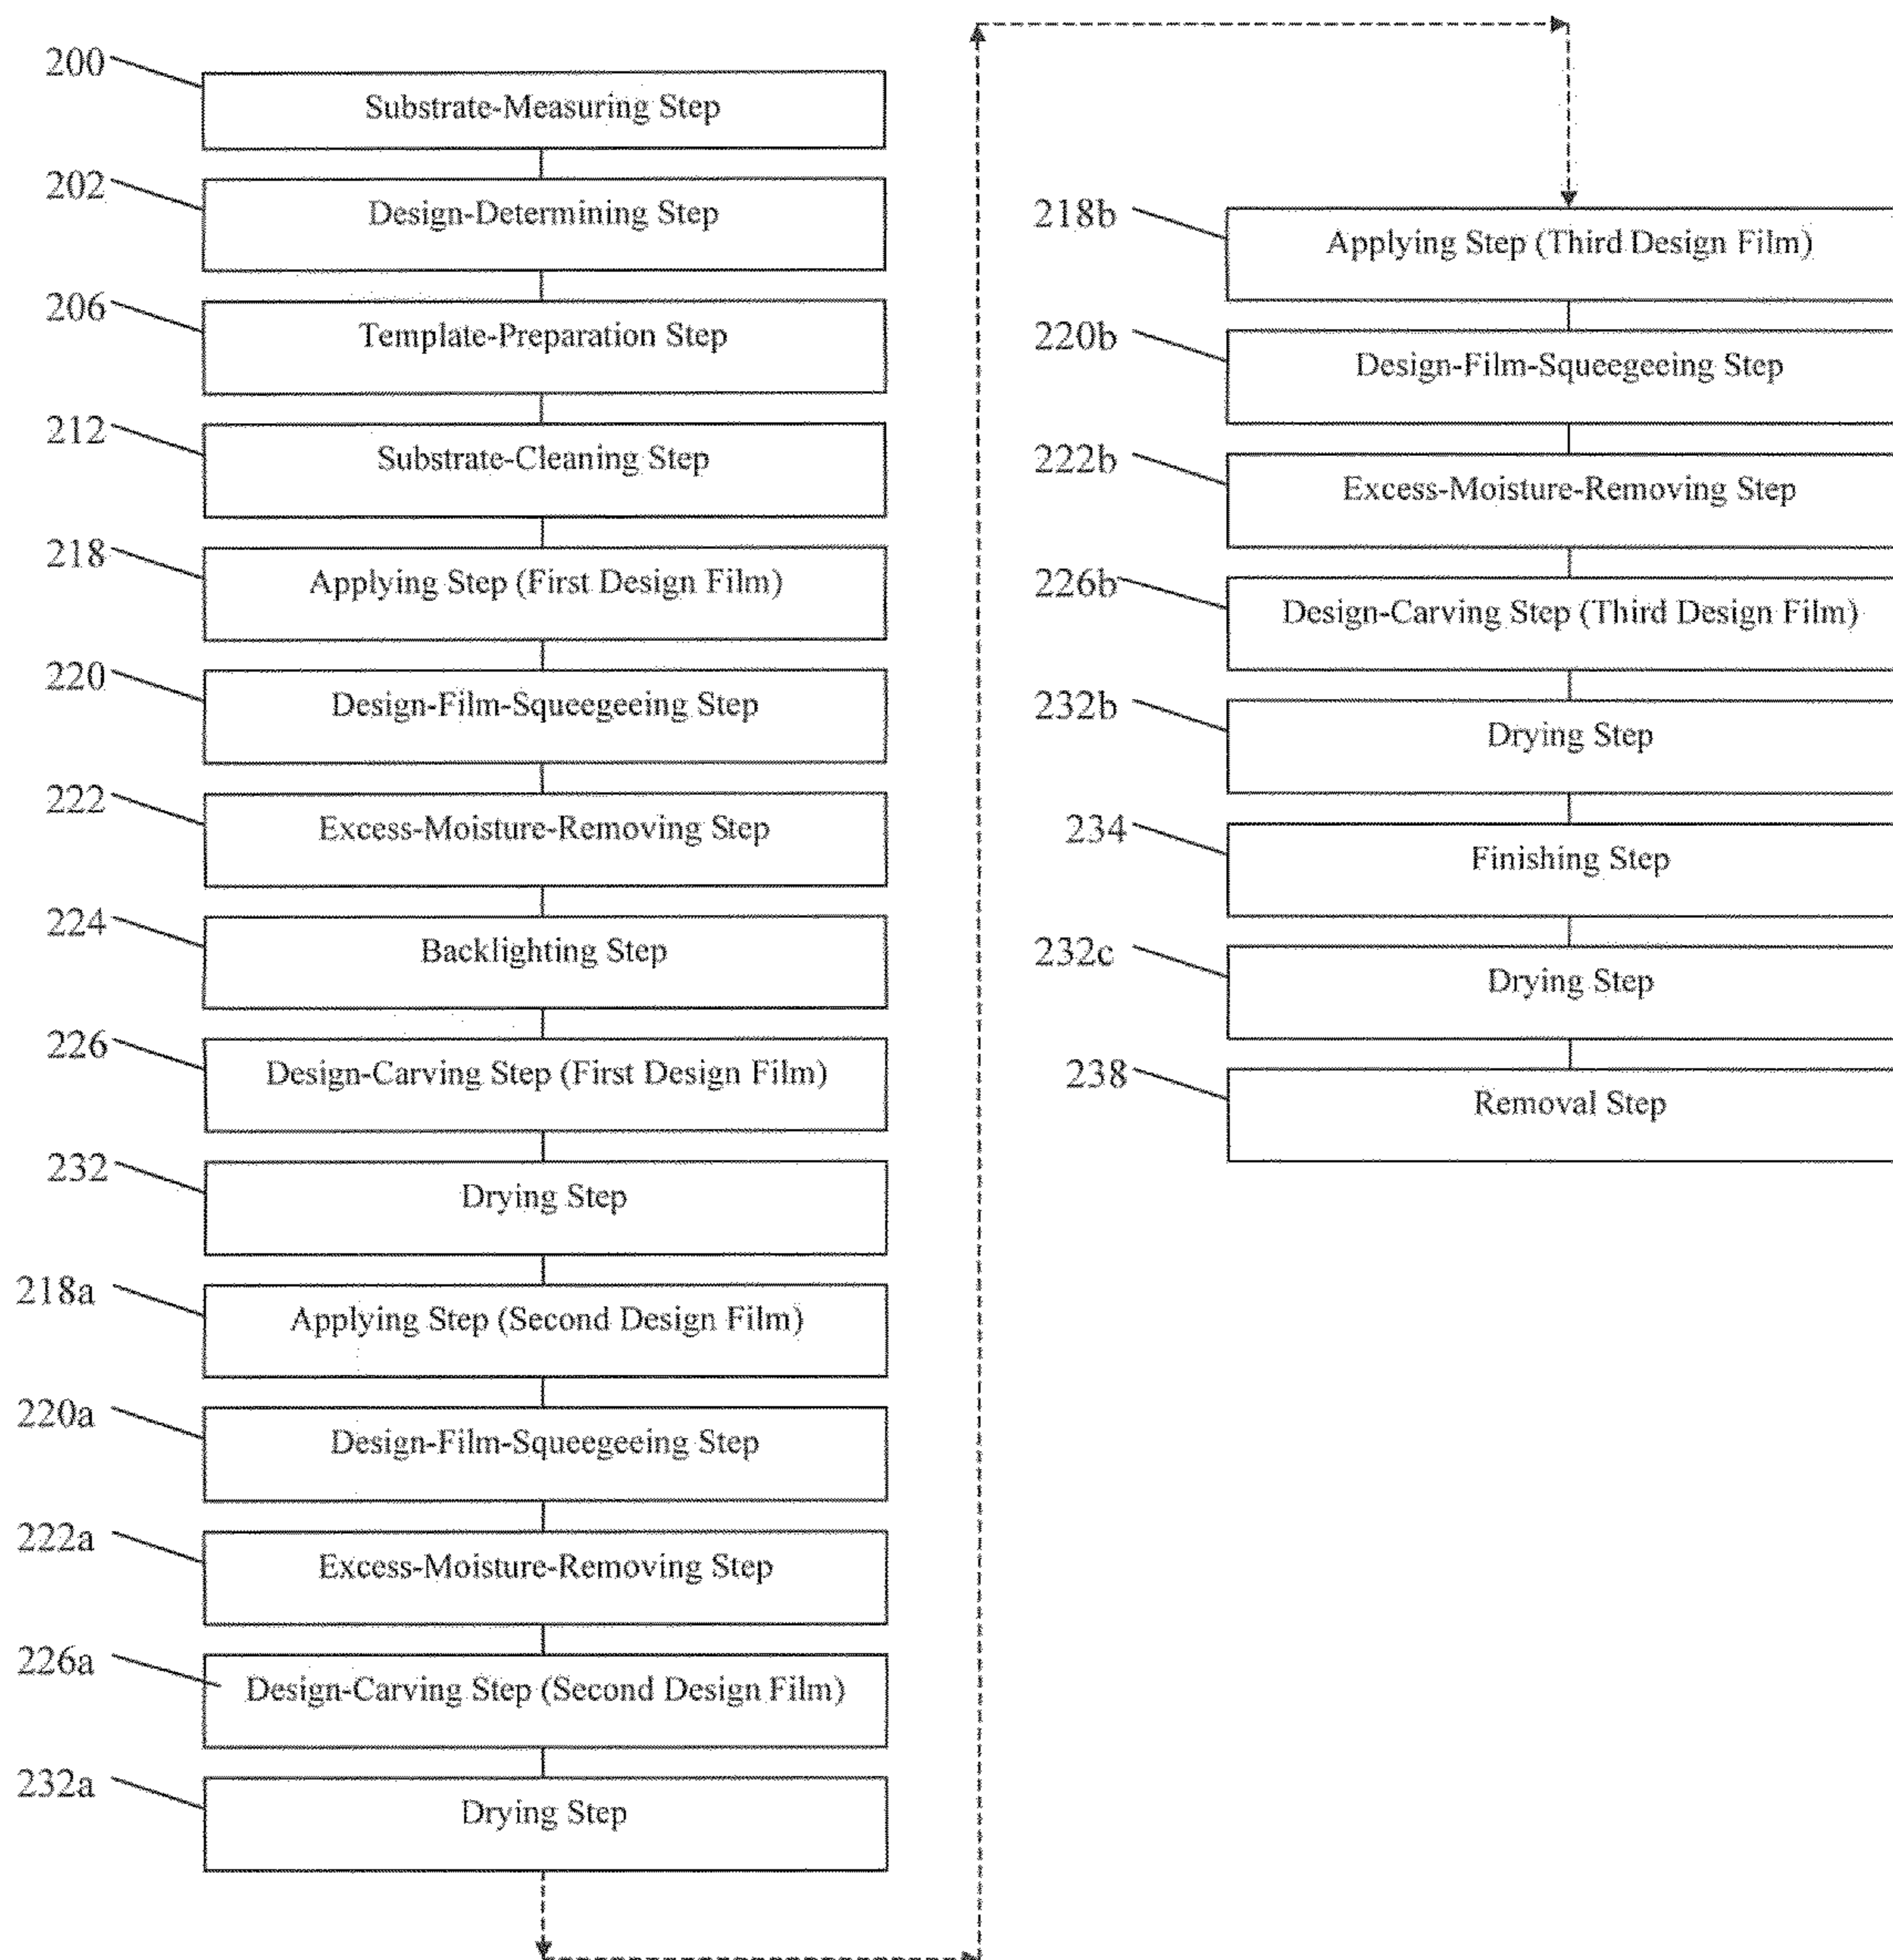 200
Substrate-Measuring Step
202
Design-Determining Step
206
Template-Preparation Step
212
Substrate-Cleaning Step
218
Applying Step (First Design Film)
220
Design-Film-Squeegeeing Step
222
Excess-Moisture-Removing Step
224
Backlighting Step
226
Design-Carving Step (First Design Film)
232
Drying Step
218a
Applying Step (Second Design Film)
220a
Design-Film-Squeegeeing Step
222a
Excess-Moisture-Removing Step
226a
Design-Carving Step (Second Design Film)
232a
Drying Step
218b
Applying Step (Third Design Film)
220b
Design-Film-Squeegeeing Step
222b
Excess-Moisture-Removing Step
226b
Design-Carving Step (Third Design Film)
232b
Drying Step
234
Finishing Step
232c
Drying Step
238
Removal Step